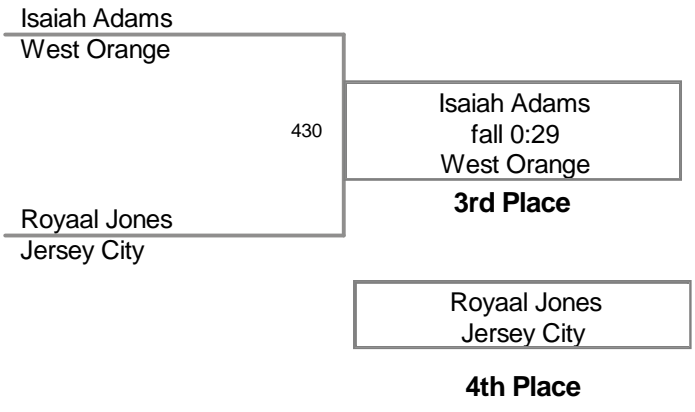 Isaiah Adams
West Orange
430
Isaiah Adams
fall 0:29
West Orange
3rd Place
Royaal Jones
Jersey City
Royaal Jones
Jersey City
4th Place